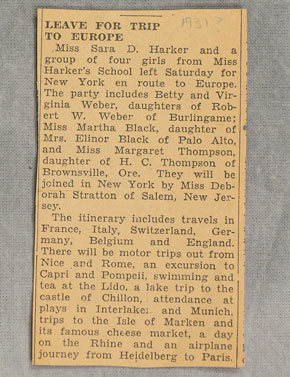 1931?
LEAVE FOR TRIP
TO EUROPE
Miss Sara D. Harker and a
group of four girls from Miss
Harker's School left Saturday for
New York en route to Europe.
The party includes Betty and Vir-
ginia Weber, daughters of Rob-
ert W. Weber of Burlingame;
Miss Martha Black, daughter of
Mrs. Elinor Black of Palo Alto,
and Miss Margaret Thompson,
daughter of H. C. Thompson of
Brownsville, Ore. They will be
joined in New York by Miss Deb-
orah Stratton of Salem, New Jer-
sey.
The itinerary includes travels in
France, Italy, Switzerland, Ger-
many, Belgium and England.
There will be motor trips out from
Nice and Rome, an excursion to
Capri and Pompeii, swimming and
tea at the Lido, a lake trip to the
castle of Chillon, attendance at
plays in Interlaken and Munich,
trips to the Isle of Marken and
its famous cheese market, a day
on the Rhine and an airplane
journey from Heidelberg to Paris.